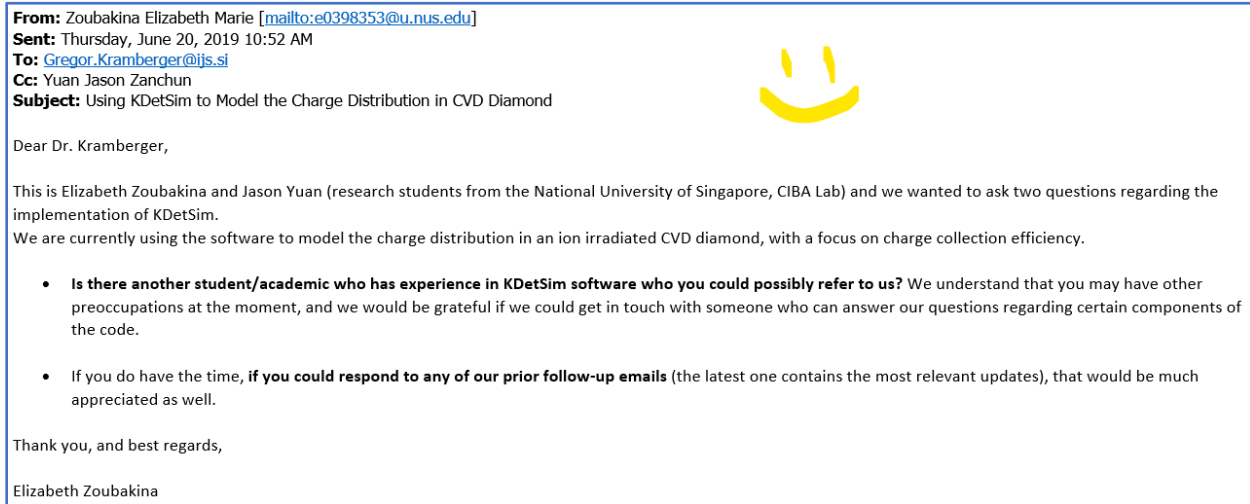 From: Zoubakina Elizabeth Marie [mailto:e0398353@u.nus.edu]
Sent: Thursday, June 20, 2019 10:52 AM
To: Gregor.Kramberger@ijs.si
Cc: Yuan Jason Zanchun
Subject: Using KDetSim to Model the Charge Distribution in CVD Diamond
Dear Dr. Kramberger,
This is Elizabeth Zoubakina and Jason Yuan (research students from the National University of Singapore, CIBA Lab) and we wanted to ask two questions regarding the
implementation of KDetSim.
We are currently using the software to model the charge distribution in an ion irradiated CVD diamond, with a focus on charge collection efficiency.
• Is there another student/academic who has experience in KDetSim software who you could possibly refer to us? We understand that you may have other
preoccupations at the moment, and we would be grateful if we could get in touch with someone who can answer our questions regarding certain components of
the code.
• If you do have the time, if you could respond to any of our prior follow-up emails (the latest one contains the most relevant updates), that would be much
appreciated as well.
Thank you, and best regards,
Elizabeth Zoubakina